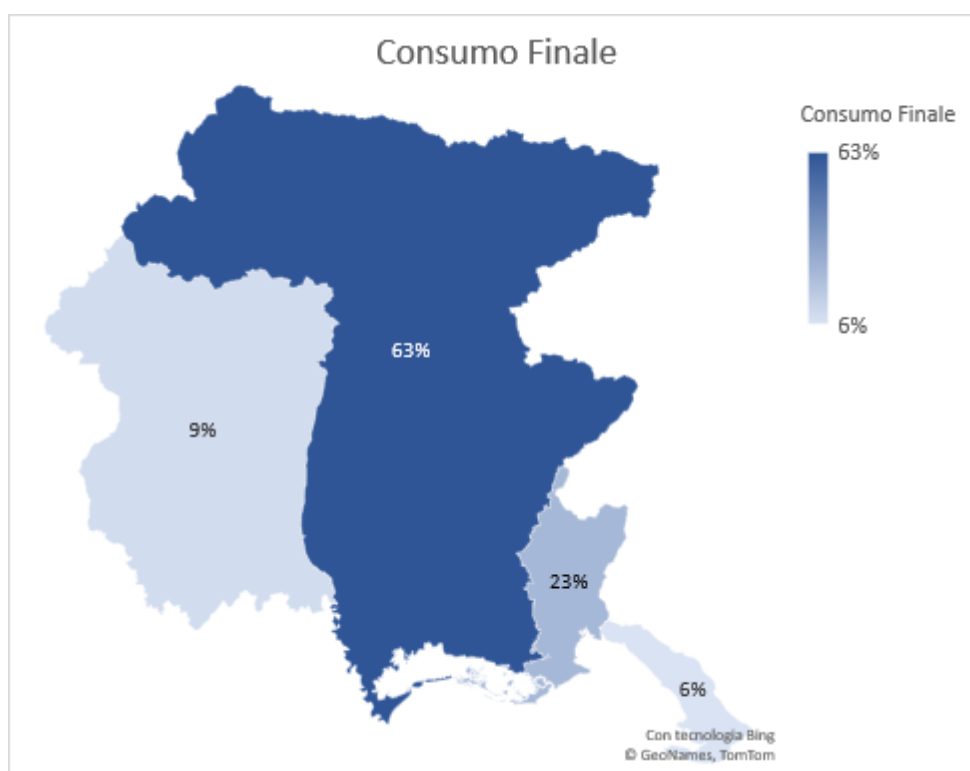 Consumo Finale
Consumo Finale
63%
6%
63%
9%
23%
6%
Con tecnologia Bing
© GeoNames, TomTom